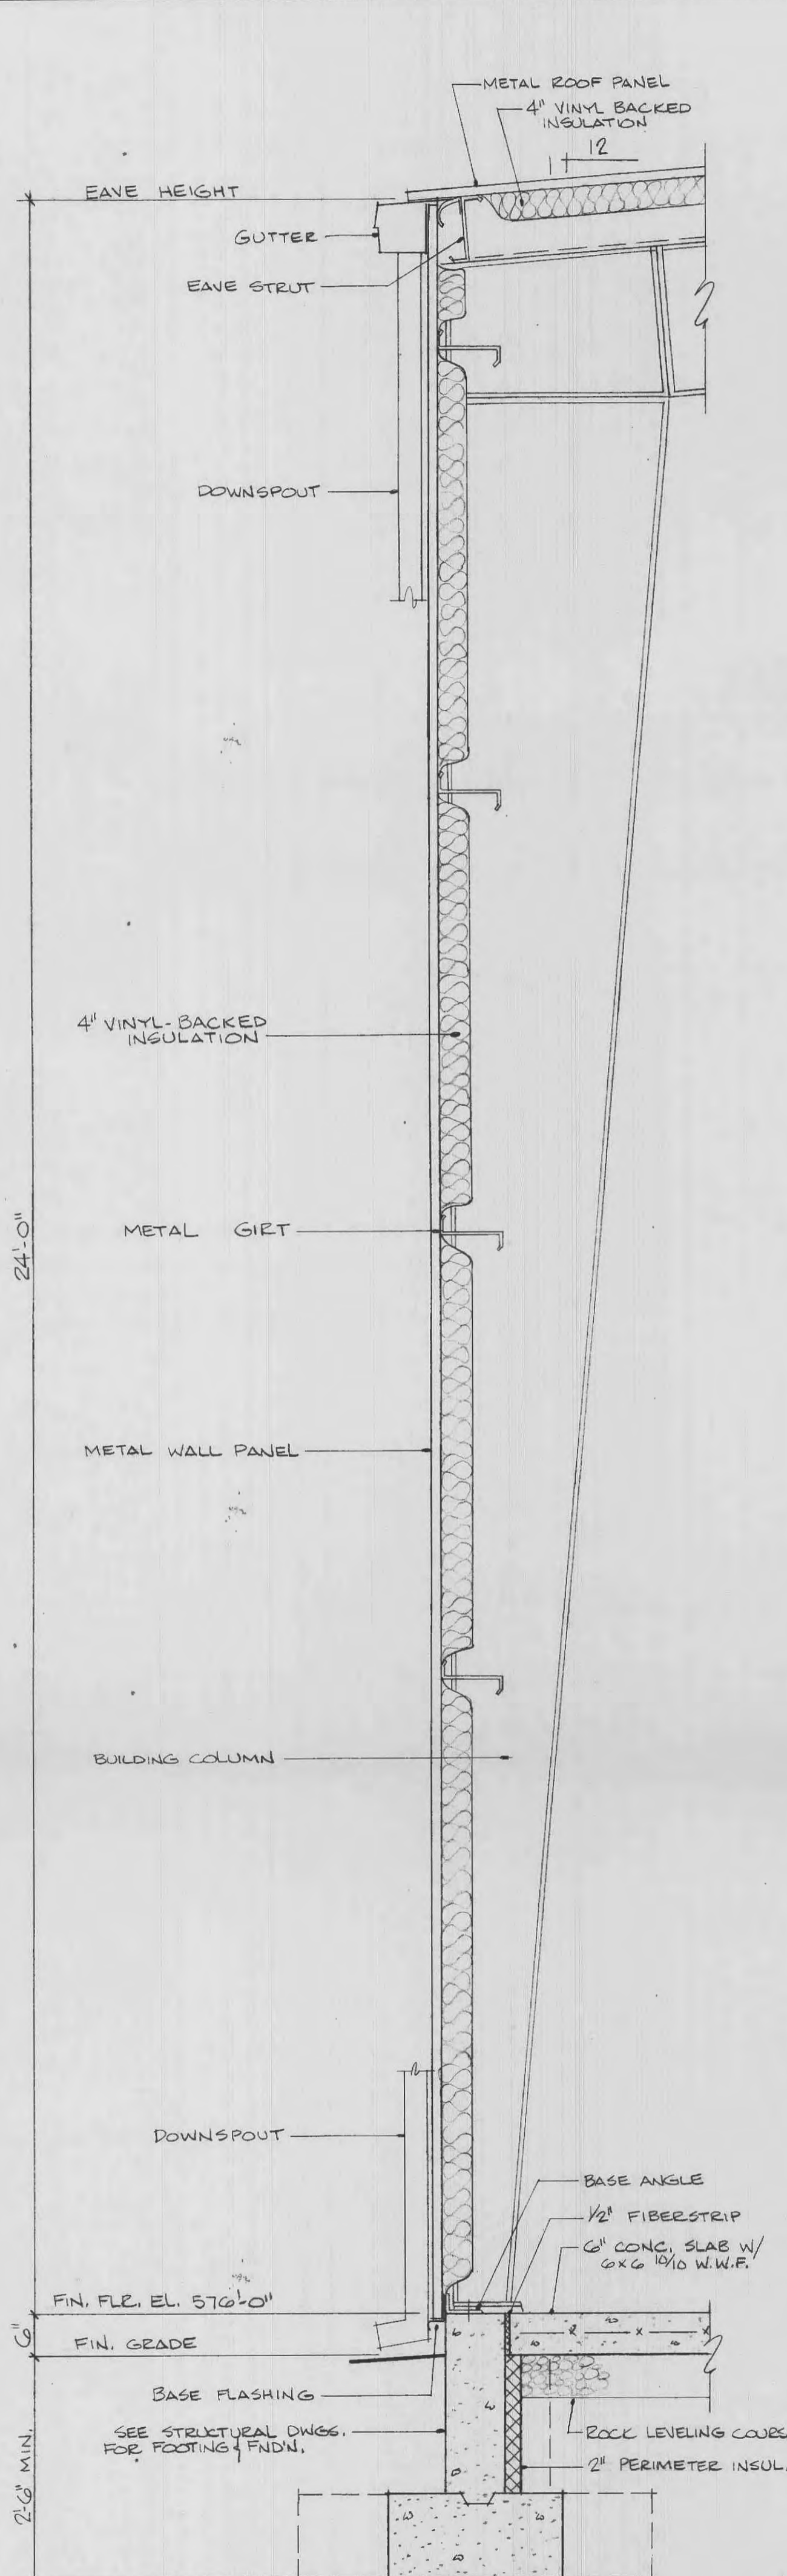 METAL ROOF PANEL
4" VINYL BACKED
INSULATION
12
1
EAVE HEIGHT
GUTTER
EAVE STRUT
DOWNSPOUT
4" VINYL-BACKED
INSULATION
24'-0"
METAL GIRT
METAL WALL PANEL
BUILDING COLUMN
DOWNSPOUT
BASE ANGLE
1/2" FIBERSTRIP
6" CONC. SLAB W/
6x6 10/10 W.W.F.
FIN. FLR. EL. 576'-0"
6"
FIN. GRADE
BASE FLASHING
SEE STRUCTURAL DWGS.
FOR FOOTING & FND'N.
ROCK LEVELING COURS
2" PERIMETER INSUL.
2'-6" MIN.